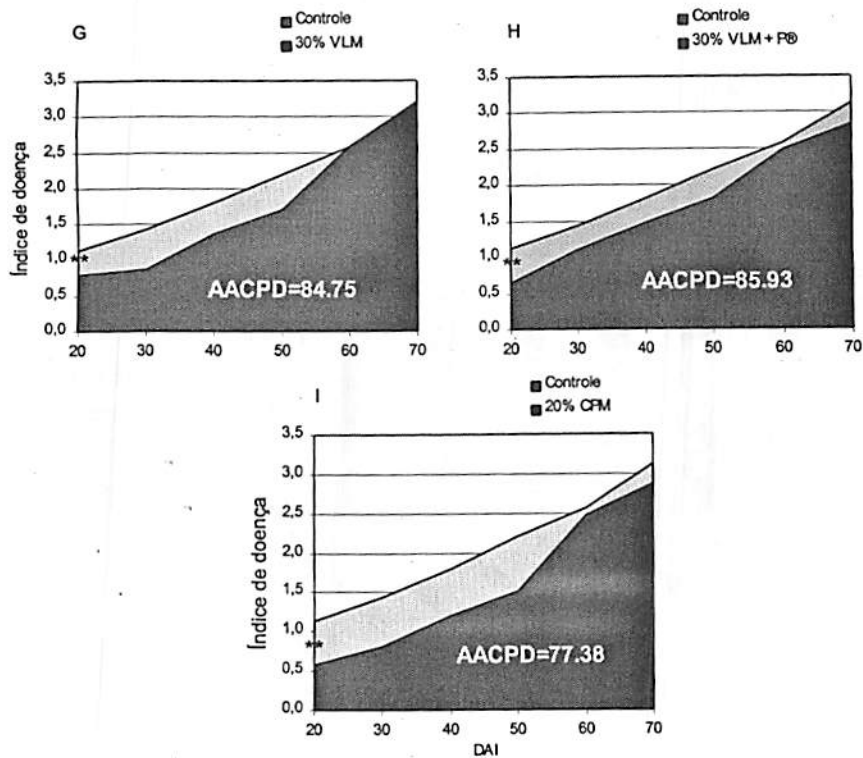 G
Controle
30% VLM
Índice de doença
3,5
3,0
2,5
2,0
1,5
1,0
0,5
0,0
**
AACPD=84.75
20 30 40 50 60 70
H
Controle
30% VLM + P®
3,5
3,0
2,5
2,0
1,5
1,0
0,5
0,0
**
AACPD=85.93
20 30 40 50 60 70
I
Controle
20% CPM
Índice de doença
3,5
3,0
2,5
2,0
1,5
1,0
0,5
0,0
**
AACPD=77.38
20 30 40 50 60 70
DAI